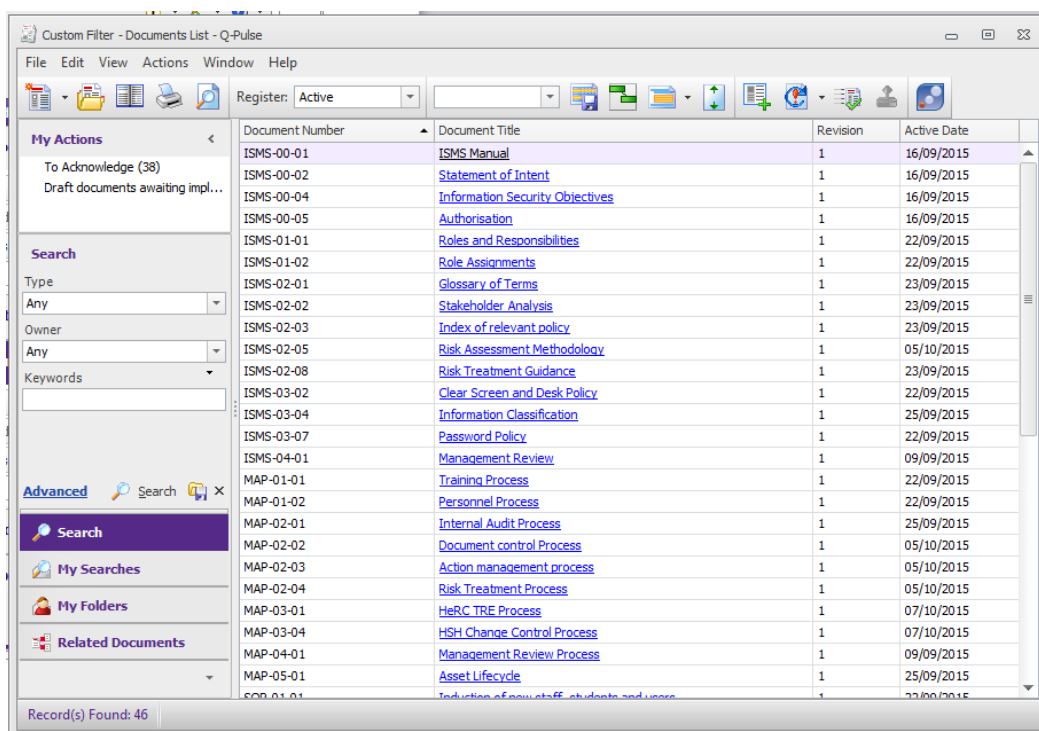 Custom Filter - Documents List - Q-Pulse
File Edit View Actions Window Help
Register: Active
My Actions
To Acknowledge (38)
Draft documents awaiting impl...
Search
Type
Any
Owner
Any
Keywords
Advanced Search
Search
My Searches
My Folders
Related Documents
Document Number Document Title Revision Active Date
ISMS-00-01 ISMS Manual 1 16/09/2015
ISMS-00-02 Statement of Intent 1 16/09/2015
ISMS-00-04 Information Security Objectives 1 16/09/2015
ISMS-00-05 Authorisation 1 16/09/2015
ISMS-01-01 Roles and Responsibilities 1 22/09/2015
ISMS-01-02 Role Assignments 1 22/09/2015
ISMS-02-01 Glossary of Terms 1 23/09/2015
ISMS-02-02 Stakeholder Analysis 1 23/09/2015
ISMS-02-03 Index of relevant policy 1 23/09/2015
ISMS-02-05 Risk Assessment Methodology 1 05/10/2015
ISMS-02-08 Risk Treatment Guidance 1 23/09/2015
ISMS-03-02 Clear Screen and Desk Policy 1 22/09/2015
ISMS-03-04 Information Classification 1 25/09/2015
ISMS-03-07 Password Policy 1 22/09/2015
ISMS-04-01 Management Review 1 09/09/2015
MAP-01-01 Training Process 1 22/09/2015
MAP-01-02 Personnel Process 1 22/09/2015
MAP-02-01 Internal Audit Process 1 25/09/2015
MAP-02-02 Document control Process 1 05/10/2015
MAP-02-03 Action management process 1 05/10/2015
MAP-02-04 Risk Treatment Process 1 05/10/2015
MAP-03-01 HeRC TRE Process 1 07/10/2015
MAP-03-04 HSH Change Control Process 1 07/10/2015
MAP-04-01 Management Review Process 1 09/09/2015
MAP-05-01 Asset Lifecycle 1 25/09/2015
SOP-01-01 Induction of new staff, students and users 1 22/09/2015
Record(s) Found: 46